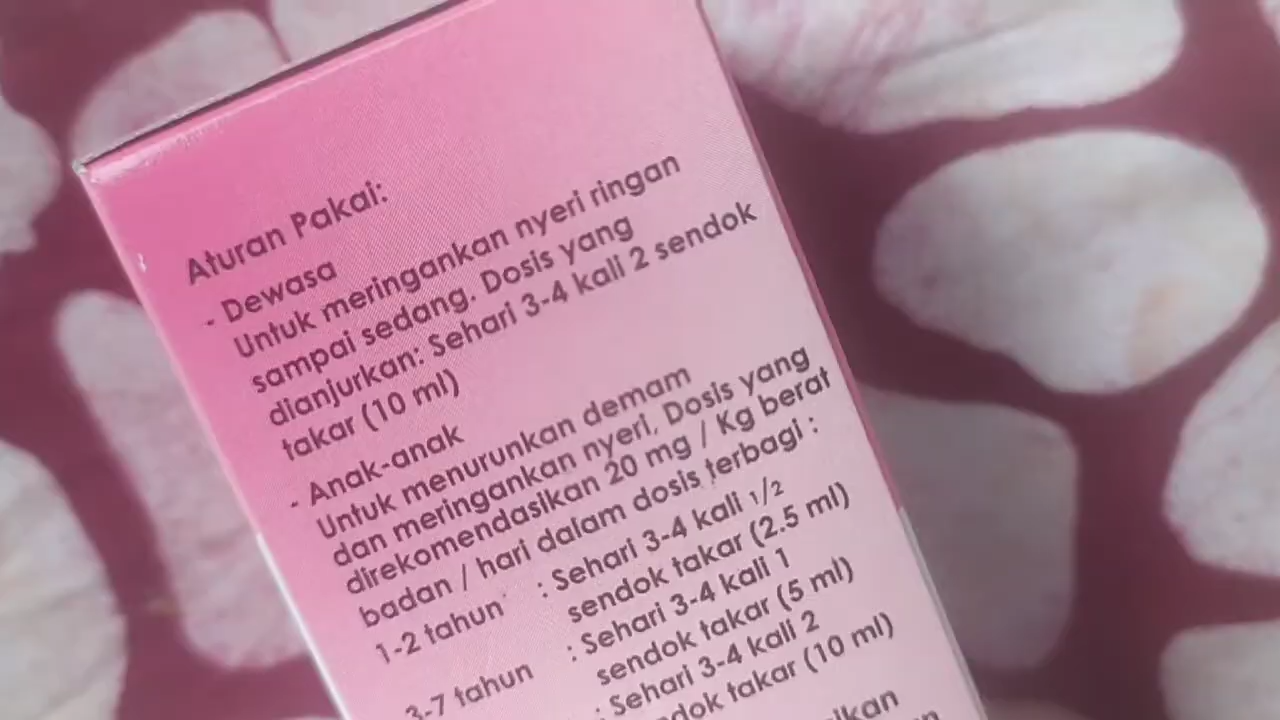 Aturan Pakai:
- Dewasa
Untuk meringankan nyeri ringan
sampai sedang. Dosis yang
dianjurkan: Sehari 3-4 kali 2 sendok
takar (10 ml)
- Anak-anak
Untuk menurunkan demam
dan meringankan nyeri. Dosis yang
direkomendasikan 20 mg / Kg berat
badan / hari dalam dosis terbagi :
1-2 tahun : Sehari 3-4 kali 1/2
sendok takar (2.5 ml)
3-7 tahun : Sehari 3-4 kali 1
sendok takar (5 ml)
: Sehari 3-4 kali 2
takar (10 ml)